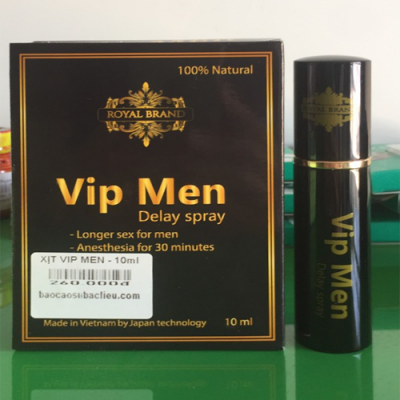 100% Natural
ROYAL BRAND
Vip Men
Delay spray
- Longer sex for men
- Anesthesia for 30 minutes
XỊT VIP MEN - 10ml
260.000đ
baocaosubaclieu.com
Made in Vietnam by Japan technology
10 ml
ROYAL BRAND
Vip Men
Delay spray